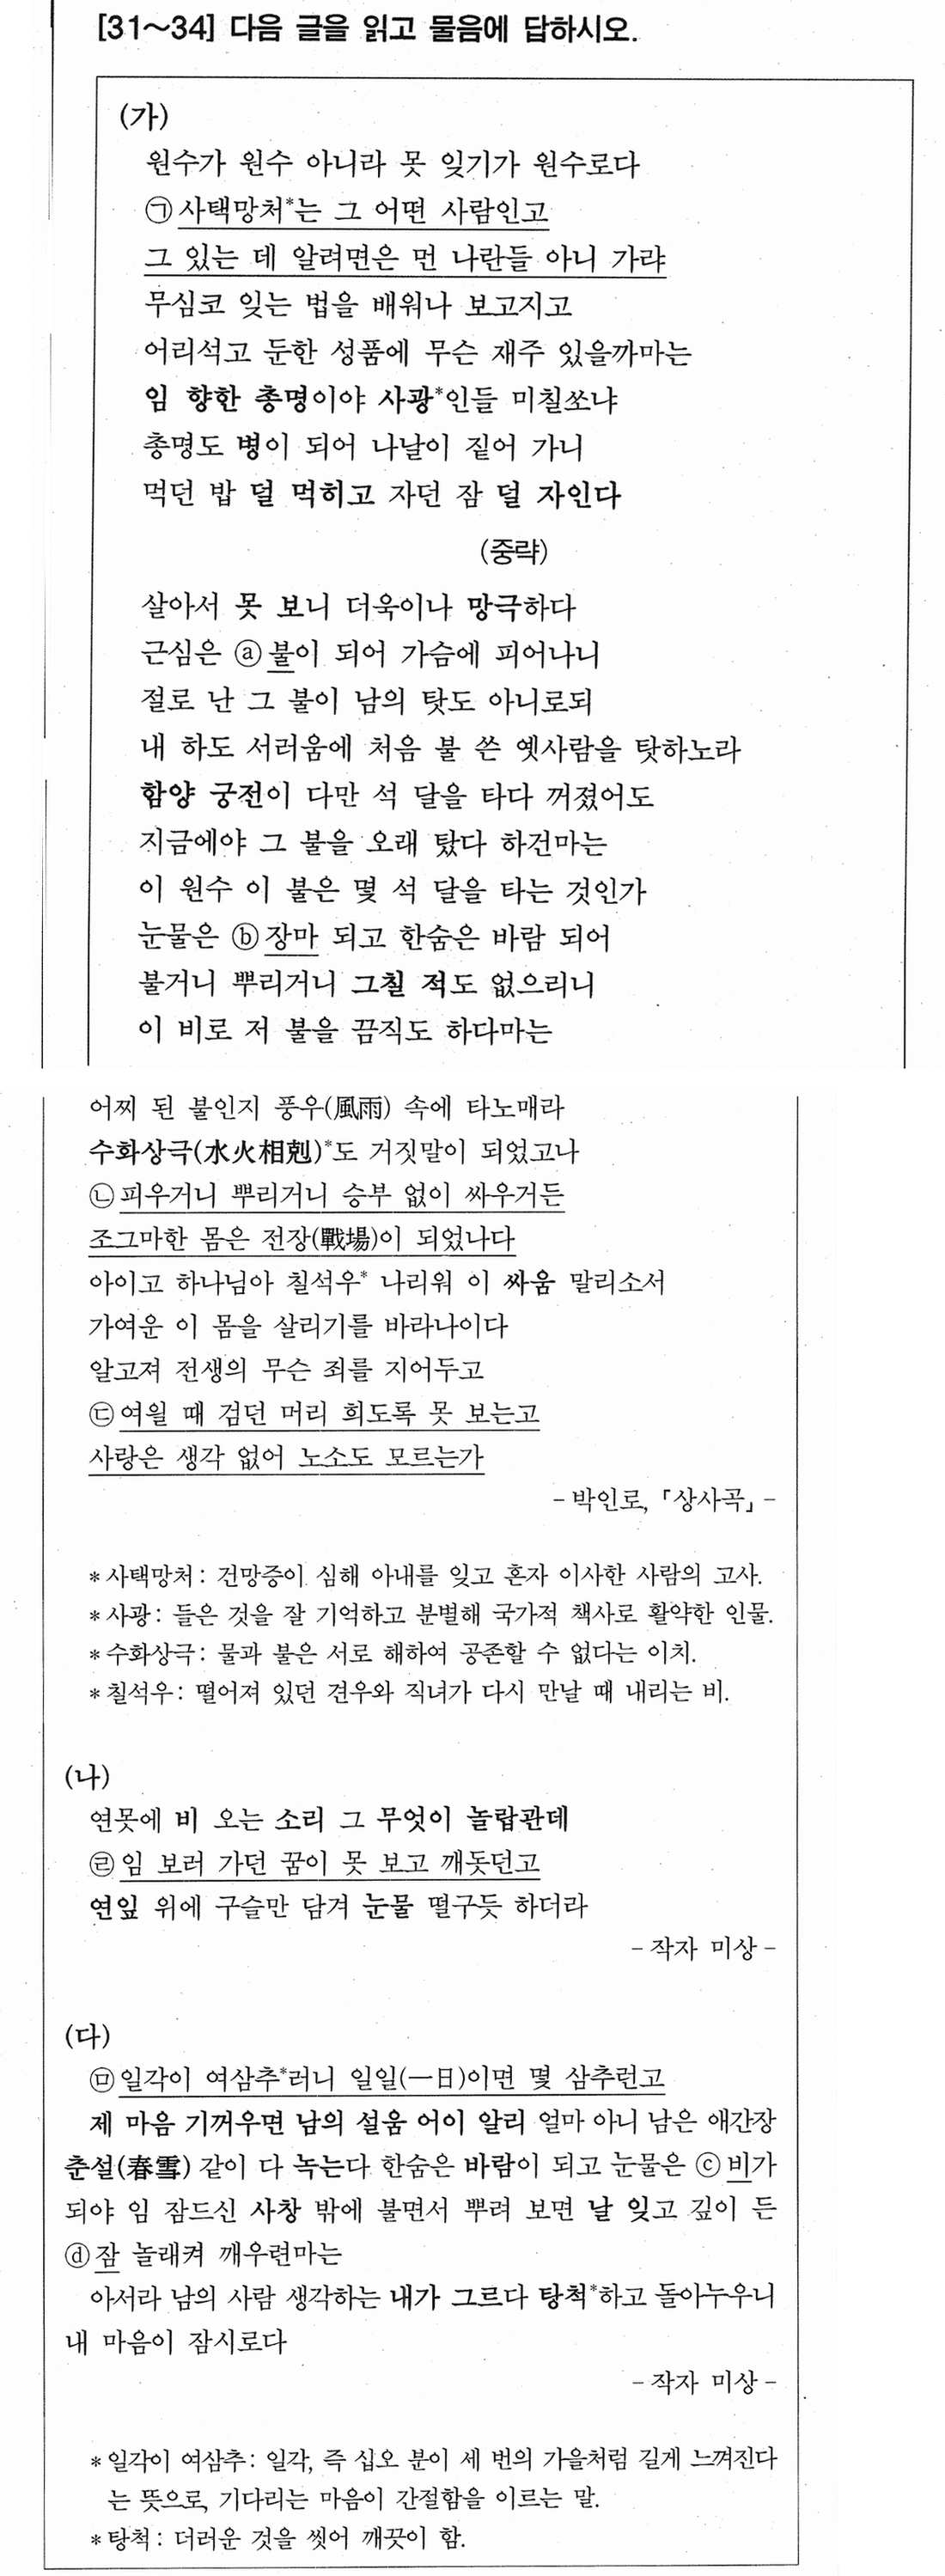 [31～34] 다음 글을 읽고 물음에 답하시오.
(가)
원수가 원수 아니라 못 잊기가 원수로다
㉠사택망처*는 그 어떤 사람인고
그 있는 데 알려면은 먼 나란들 아니 가랴
무심코 잊는 법을 배워나 보고지고
어리석고 둔한 성품에 무슨 재주 있을까마는
임 향한 총명이야 사광*인들 미칠쏘냐
총명도 병이 되어 나날이 짙어 가니
먹던 밥 덜 먹히고 자던 잠 덜 자인다
(중략)
살아서 못 보니 더욱이나 망극하다
근심은 ⓐ불이 되어 가슴에 피어나니
절로 난 그 불이 남의 탓도 아니로되
내 하도 서러움에 처음 불 쓴 옛사람을 탓하노라
함양 궁전이 다만 석 달을 타다 꺼졌어도
지금에야 그 불을 오래 탔다 하건마는
이 원수 이 불은 몇 석 달을 타는 것인가
눈물은 ⓑ장마 되고 한숨은 바람 되어
불거니 뿌리거니 그칠 적도 없으리니
이 비로 저 불을 끔직도 하다마는
어찌 된 불인지 풍우(風雨) 속에 타노매라
수화상극(水火相剋)*도 거짓말이 되었고나
㉡피우거니 뿌리거니 승부 없이 싸우거든
조그마한 몸은 전장(戰場)이 되었나다
아이고 하나님아 칠석우* 나리워 이 싸움 말리소서
가여운 이 몸을 살리기를 바라나이다
알고져 전생의 무슨 죄를 지어두고
㉢여윌 때 검던 머리 희도록 못 보는고
사랑은 생각 없어 노소도 모르는가
- 박인로, 「상사곡」 -
* 사택망처: 건망증이 심해 아내를 잊고 혼자 이사한 사람의 고사.
* 사광: 들은 것을 잘 기억하고 분별해 국가적 책사로 활약한 인물.
* 수화상극: 물과 불은 서로 해하여 공존할 수 없다는 이치.
* 칠석우: 떨어져 있던 견우와 직녀가 다시 만날 때 내리는 비.
(나)
연못에 비 오는 소리 그 무엇이 놀랍관데
㉣임 보러 가던 꿈이 못 보고 깨돗던고
연잎 위에 구슬만 담겨 눈물 떨구듯 하더라
- 작자 미상 -
(다)
㉤일각이 여삼추*러니 일일(一日)이면 몇 삼추런고
제 마음 기꺼우면 남의 설움 어이 알리 얼마 아니 남은 애간장
춘설(春雪) 같이 다 녹는다 한숨은 바람이 되고 눈물은 ⓒ비가
되야 임 잠드신 사창 밖에 불면서 뿌려 보면 날 잊고 깊이 든
ⓓ잠 놀래켜 깨우련마는
아서라 남의 사람 생각하는 내가 그르다 탕척*하고 돌아누우니
내 마음이 잠시로다
- 작자 미상 -
* 일각이 여삼추: 일각, 즉 십오 분이 세 번의 가을처럼 길게 느껴진다
는 뜻으로, 기다리는 마음이 간절함을 이르는 말.
* 탕척: 더러운 것을 씻어 깨끗이 함.